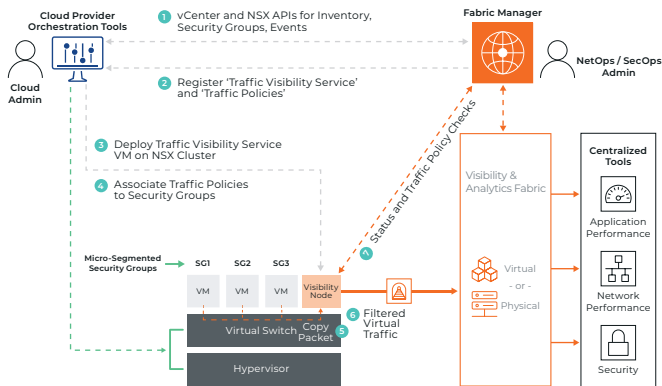 Cloud Provider
Orchestration Tools
Cloud
Admin
1 vCenter and NSX APIs for Inventory,
Security Groups, Events
2 Register ‘Traffic Visibility Service’
and ‘Traffic Policies’
Fabric Manager
NetOps / SecOps
Admin
3 Deploy Traffic Visibility Service
VM on NSX Cluster
4 Associate Traffic Policies
to Security Groups
Status and Traffic Policy Checks
Visibility &
Analytics Fabric
Virtual
- or -
Physical
Centralized
Tools
Application
Performance
Network
Performance
Security
Micro-Segmented
Security Groups
SG1 SG2 SG3
VM VM VM
Visibility
Node
6 Filtered
Virtual
Traffic
Virtual Switch
Copy
Packet
5
Hypervisor